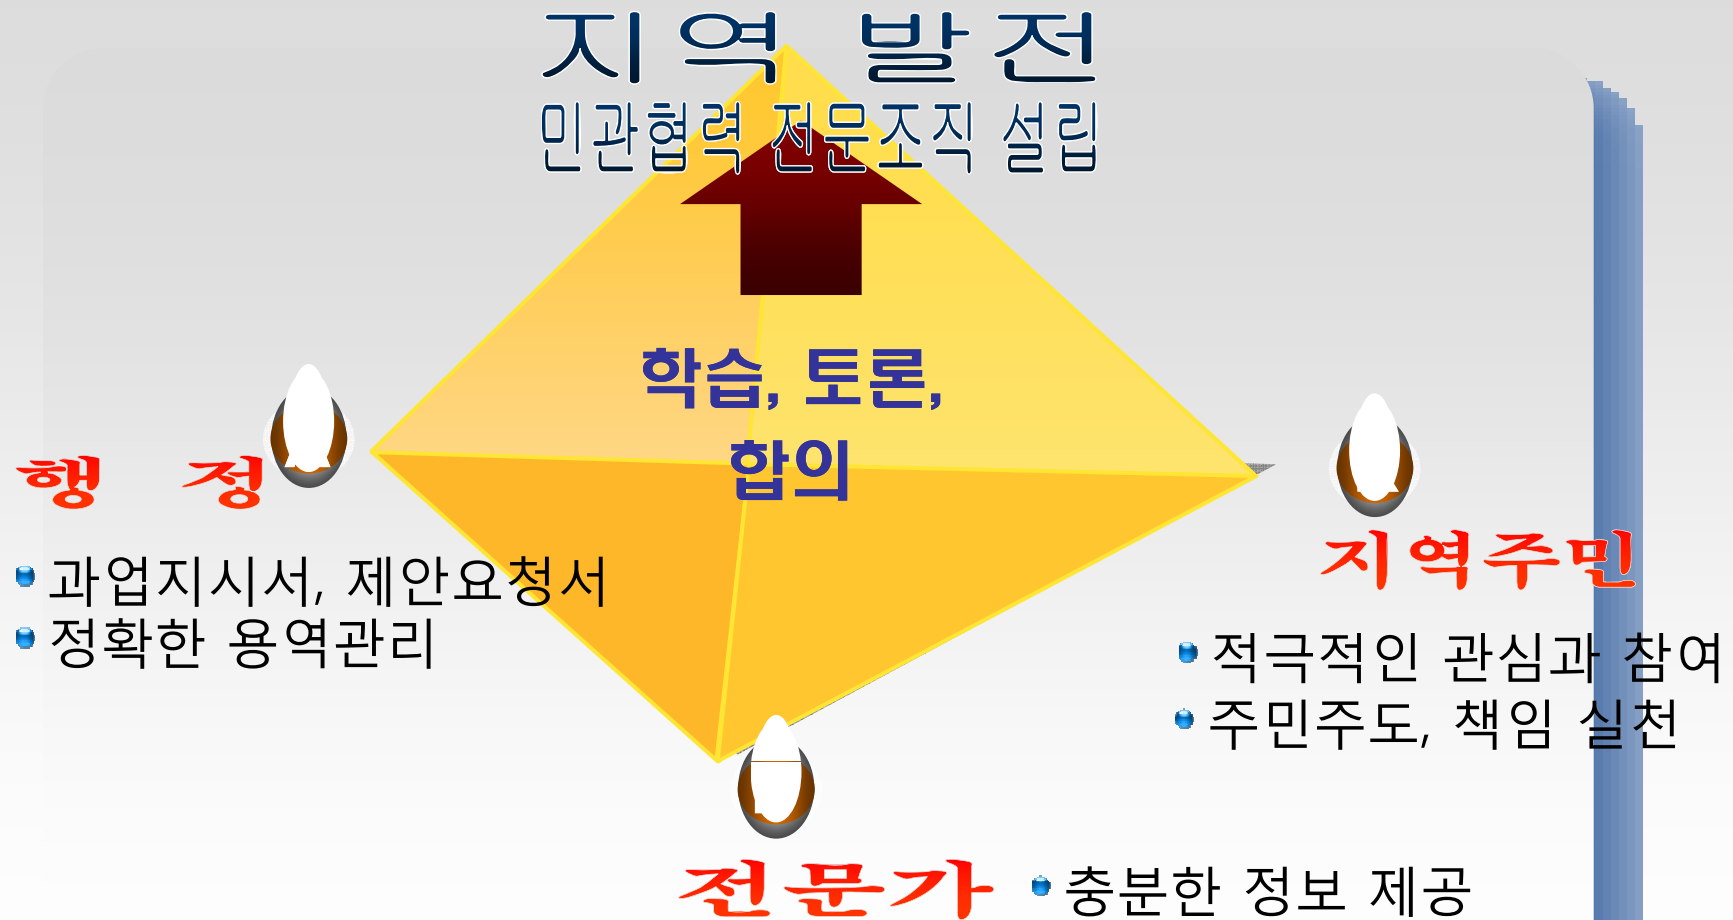 지역 발전
민관협력 전문조직 설립
학습, 토론,
합의
행 정
과업지시서, 제안요청서
정확한 용역관리
지역주민
적극적인 관심과 참여
주민주도, 책임 실천
전문가
충분한 정보 제공